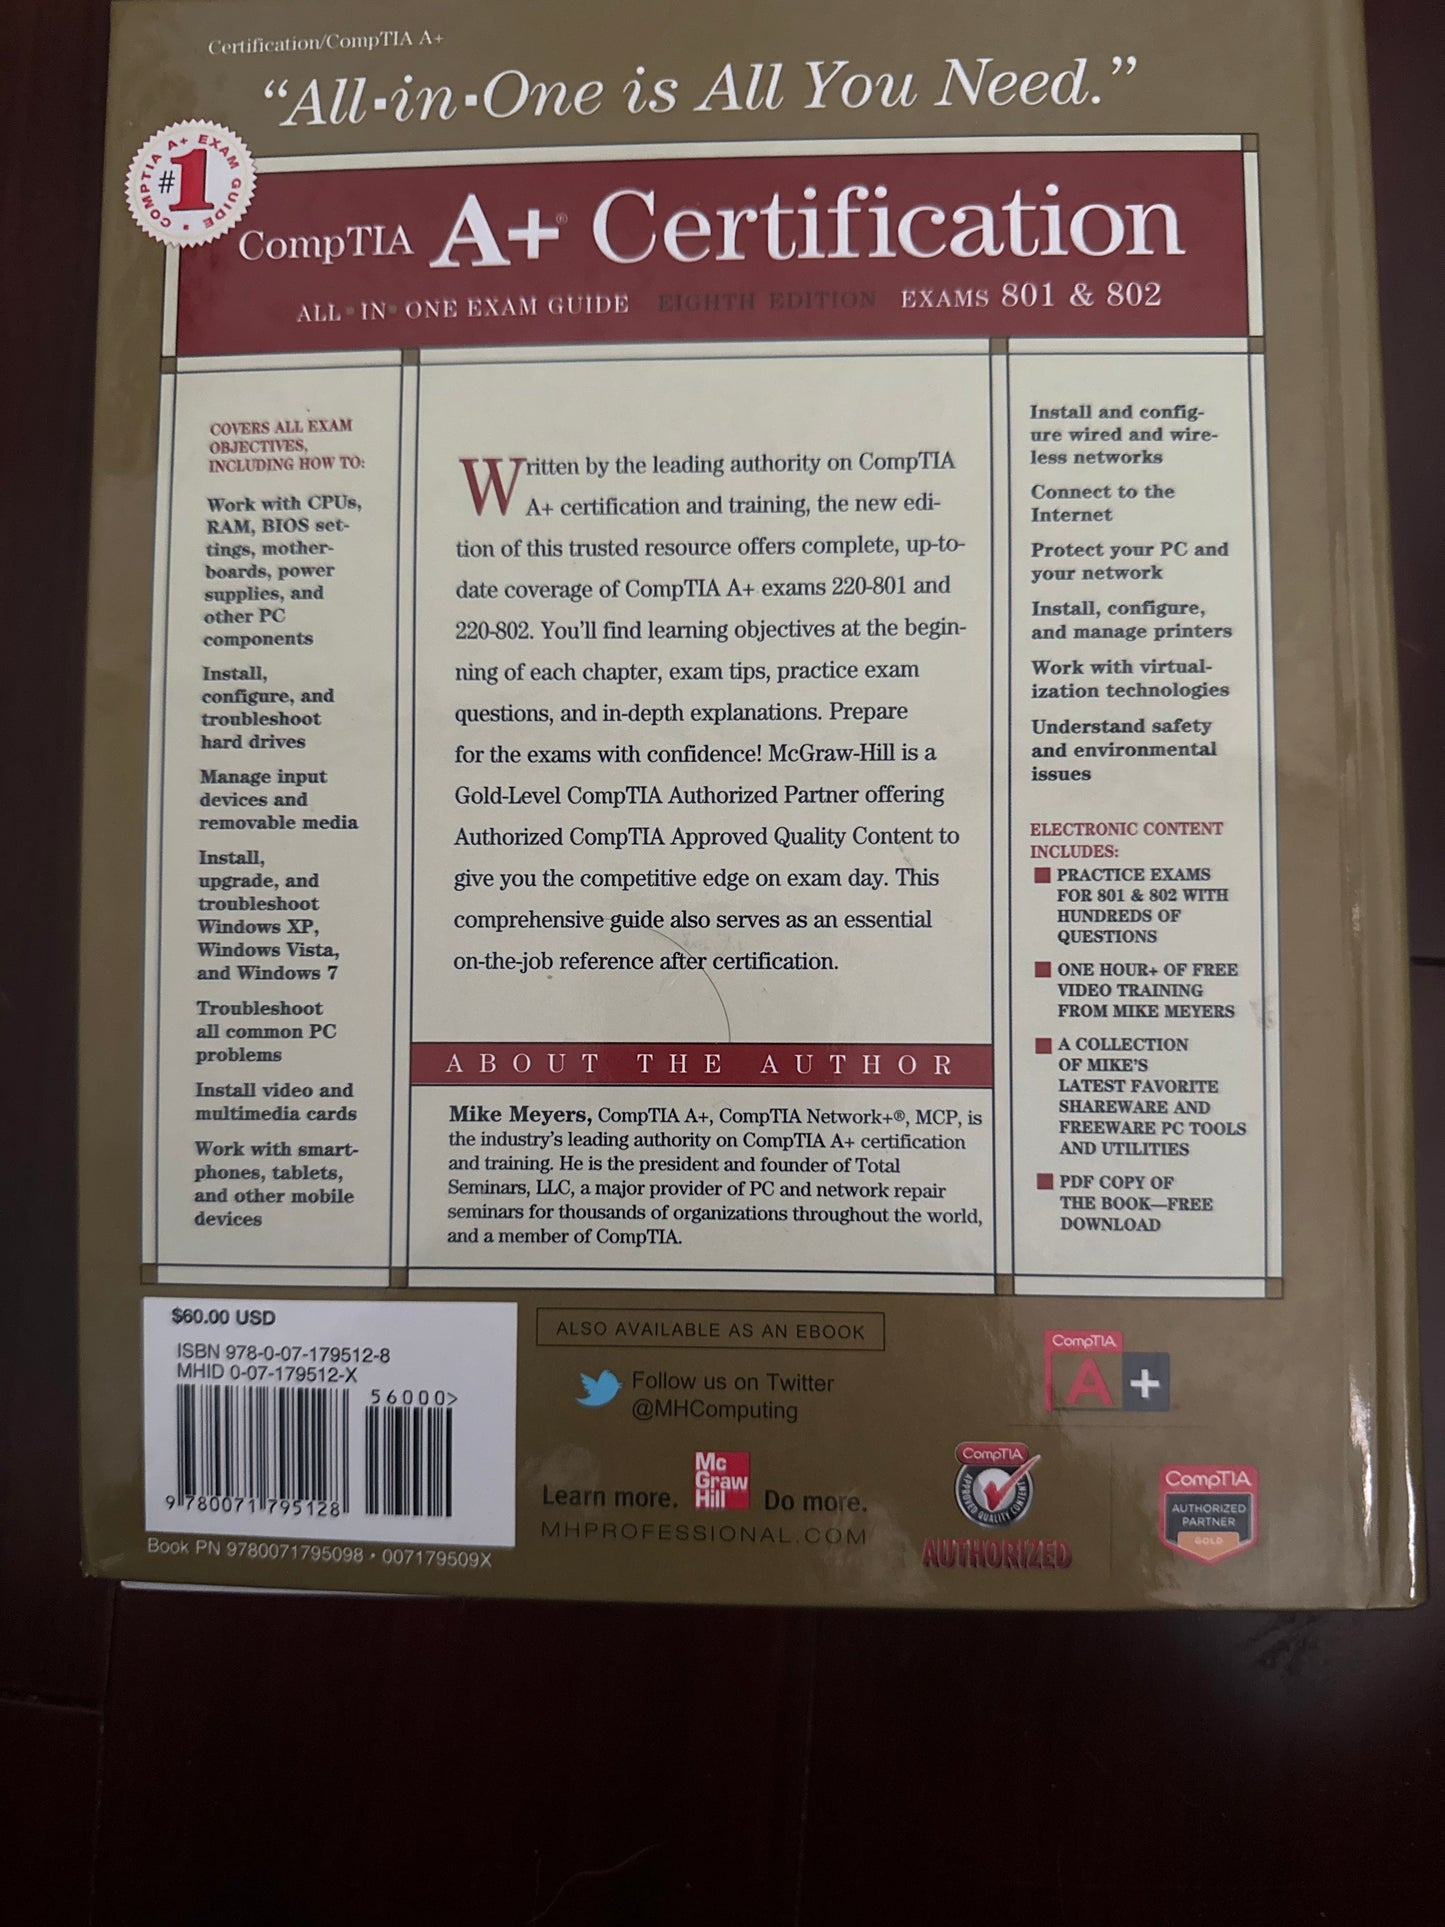 Certification/CompTIA A+
“All-in-One is All You Need.”
COMPTIA A+ EXAM GUIDE
#1
CompTIA A+® Certification
ALL-IN-ONE EXAM GUIDE EIGHTH EDITION EXAMS 801 & 802
COVERS ALL EXAM
OBJECTIVES,
INCLUDING HOW TO:
Work with CPUs,
RAM, BIOS set-
tings, mother-
boards, power
supplies, and
other PC
components
Install,
configure, and
troubleshoot
hard drives
Manage input
devices and
removable media
Install,
upgrade, and
troubleshoot
Windows XP,
Windows Vista,
and Windows 7
Troubleshoot
all common PC
problems
Install video and
multimedia cards
Work with smart-
phones, tablets,
and other mobile
devices
Written by the leading authority on CompTIA
A+ certification and training, the new edi-
tion of this trusted resource offers complete, up-to-
date coverage of CompTIA A+ exams 220-801 and
220-802. You’ll find learning objectives at the begin-
ning of each chapter, exam tips, practice exam
questions, and in-depth explanations. Prepare
for the exams with confidence! McGraw-Hill is a
Gold-Level CompTIA Authorized Partner offering
Authorized CompTIA Approved Quality Content to
give you the competitive edge on exam day. This
comprehensive guide also serves as an essential
on-the-job reference after certification.
ABOUT THE AUTHOR
Mike Meyers, CompTIA A+, CompTIA Network+®, MCP, is
the industry’s leading authority on CompTIA A+ certification
and training. He is the president and founder of Total
Seminars, LLC, a major provider of PC and network repair
seminars for thousands of organizations throughout the world,
and a member of CompTIA.
Install and config-
ure wired and wire-
less networks
Connect to the
Internet
Protect your PC and
your network
Install, configure,
and manage printers
Work with virtual-
ization technologies
Understand safety
and environmental
issues
ELECTRONIC CONTENT
INCLUDES:
PRACTICE EXAMS
FOR 801 & 802 WITH
HUNDREDS OF
QUESTIONS
ONE HOUR+ OF FREE
VIDEO TRAINING
FROM MIKE MEYERS
A COLLECTION
OF MIKE’S
LATEST FAVORITE
SHAREWARE AND
FREEWARE PC TOOLS
AND UTILITIES
PDF COPY OF
THE BOOK—FREE
DOWNLOAD
$60.00 USD
ISBN 978-0-07-179512-8
MHID 0-07-179512-X
56000>
9 780071 795128
Book PN 9780071795098 • 007179509X
ALSO AVAILABLE AS AN EBOOK
Follow us on Twitter
@MHComputing
Learn more. Mc Graw Hill Do more.
MHPROFESSIONAL.COM
CompTIA
A+
CompTIA
APPROVED QUALITY CONTENT
AUTHORIZED
CompTIA
AUTHORIZED
PARTNER
GOLD